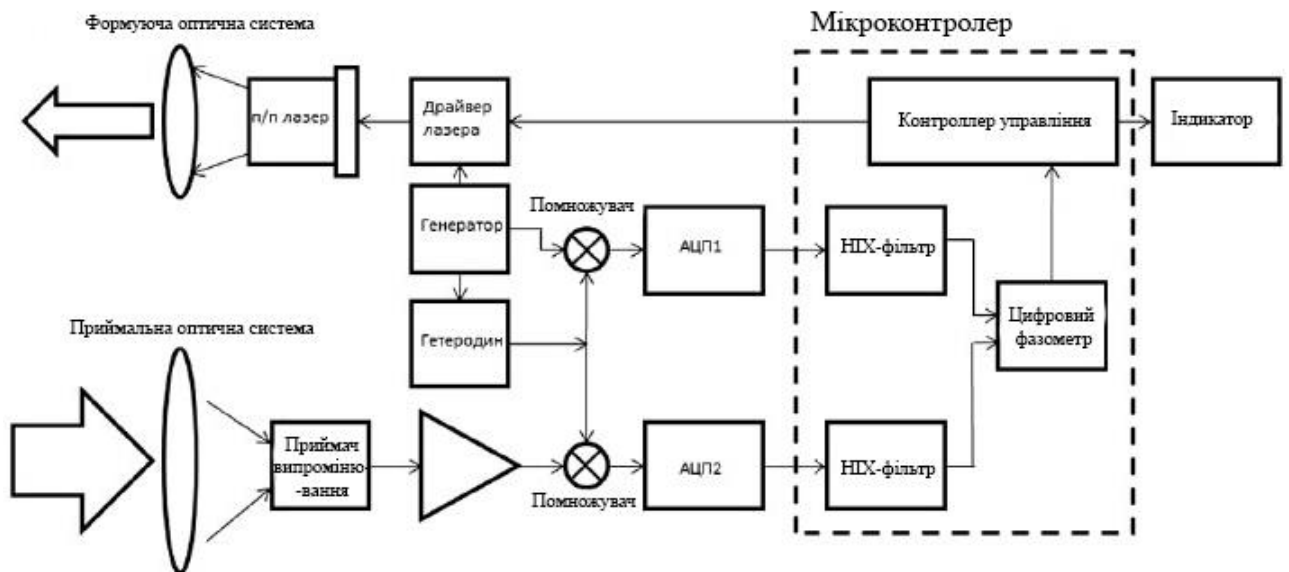 Формуюча оптична система
Мікроконтролер
п/п лазер
Драйвер
лазера
Контроллер управління
Індикатор
Генератор
Помножувач
АЦП1
НІХ-фільтр
Приймальна оптична система
Гетеродин
Цифровий
фазометр
Приймач
випроміню-
-вання
Помножувач
АЦП2
НІХ-фільтр